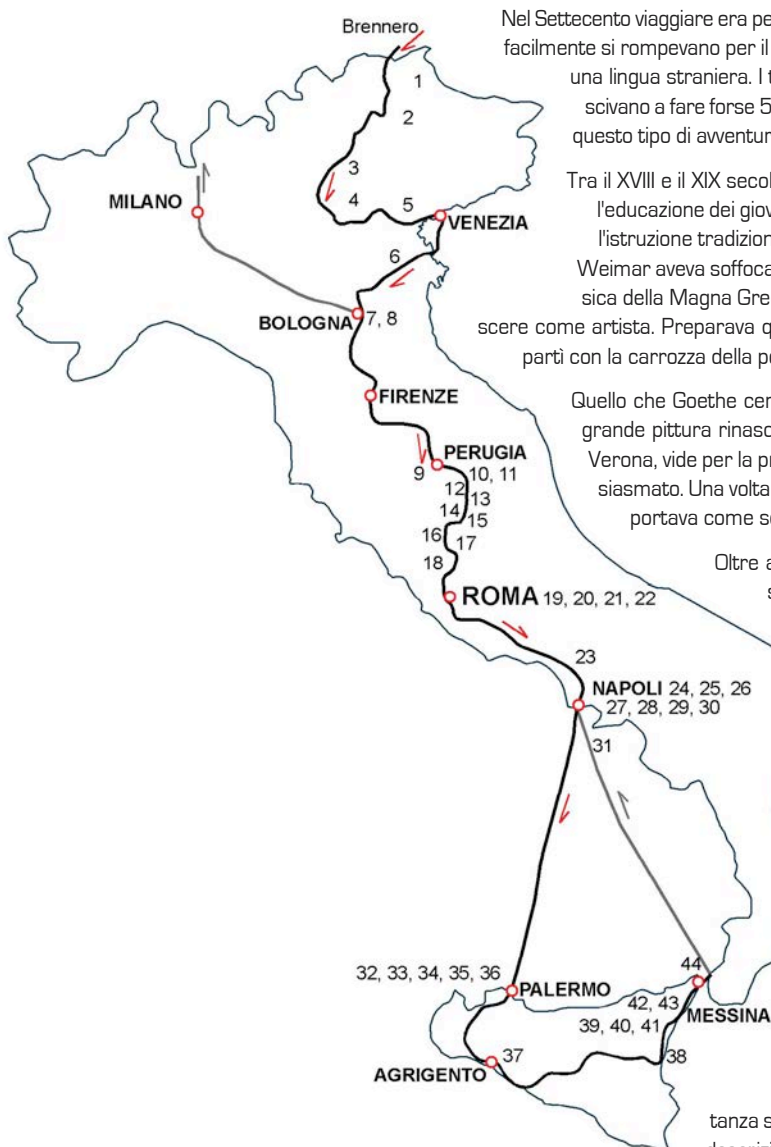 Nel Settecento viaggiare era pe
facilmente si rompevano per il
una lingua straniera. I t
scivano a fare forse 5
questo tipo di avventur
Tra il XVIII e il XIX secol
l'educazione dei giov
l'istruzione tradizion
Weimar aveva soffoca
sica della Magna Gre
scere come artista. Preparava q
partì con la carrozza della po
Quello che Goethe cer
grande pittura rinasc
Verona, vide per la pr
siasmato. Una volta
portava come so
Oltre a
s
tanza s
Brennero
1
2
3
4
5
MILANO
VENEZIA
6
BOLOGNA 7, 8
FIRENZE
PERUGIA
9
10, 11
12
13
14
15
16
17
18
ROMA 19, 20, 21, 22
23
NAPOLI 24, 25, 26
27, 28, 29, 30
31
32, 33, 34, 35, 36
PALERMO
44
42, 43
MESSINA
39, 40, 41
37
38
AGRIGENTO